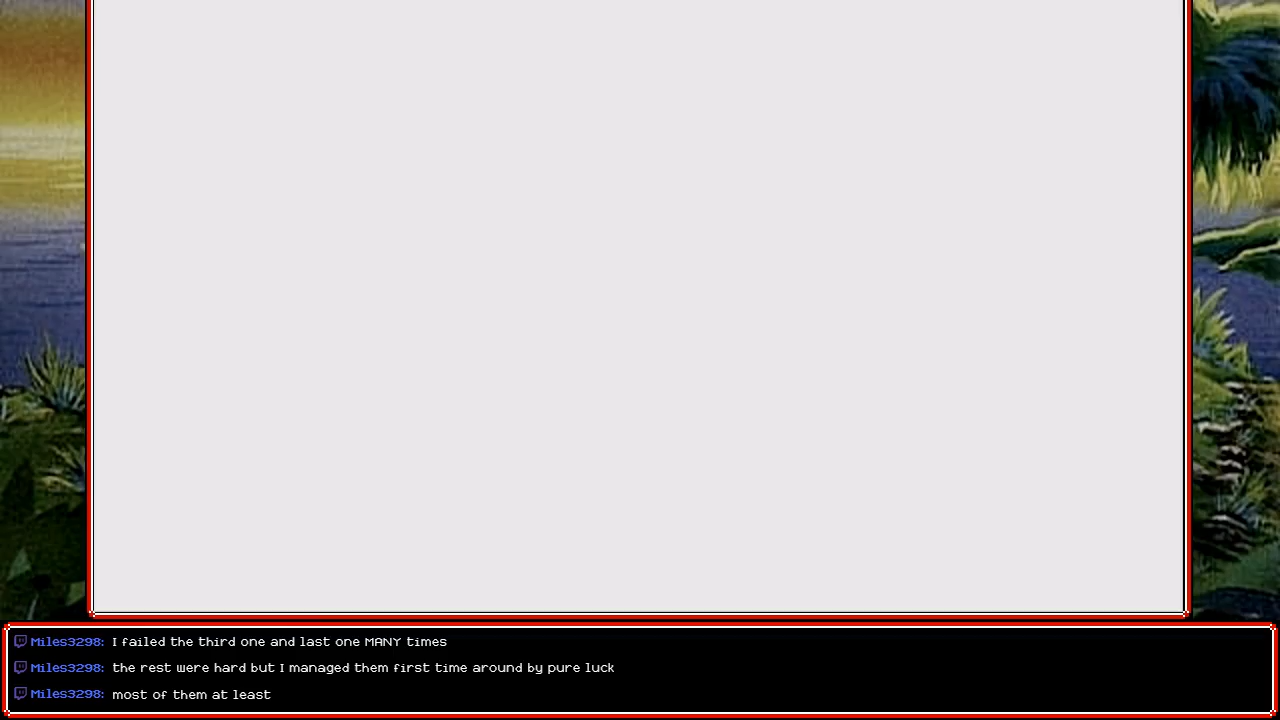 Miles3298: I failed the third one and last one MANY times
Miles3298: the rest were hard but I managed them first time around by pure luck
Miles3298: most of them at least